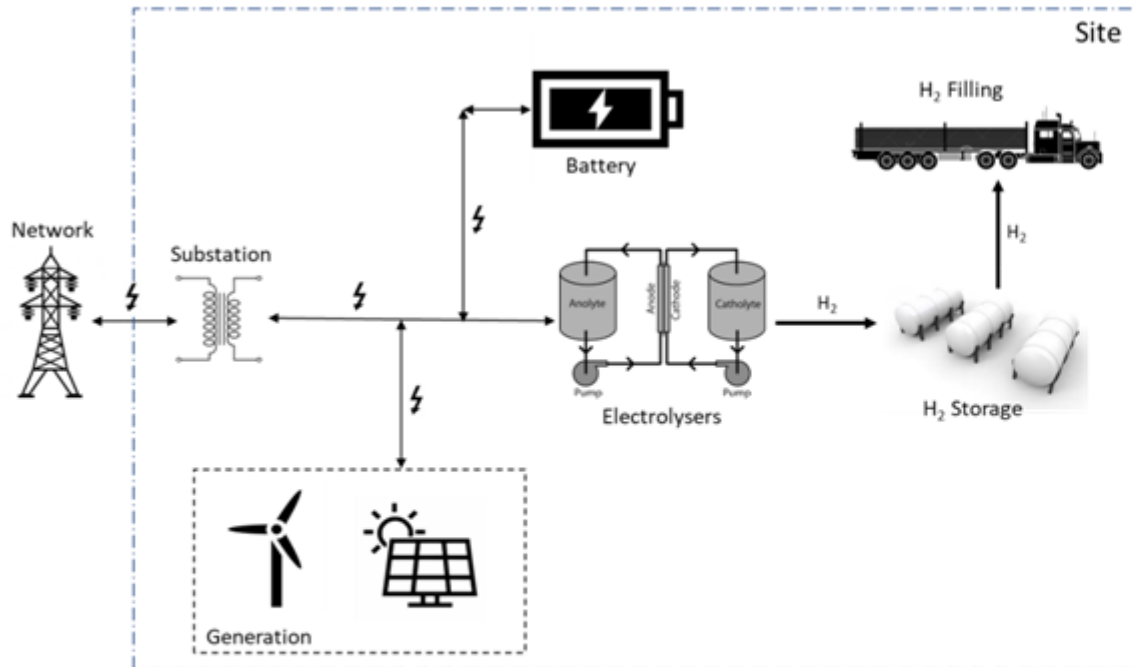 Site
H₂ Filling
Battery
Network
Substation
H₂
Anolyte
Anode
Cathode
Catholyte
H₂
Pump
Pump
Electrolysers
H₂ Storage
Generation